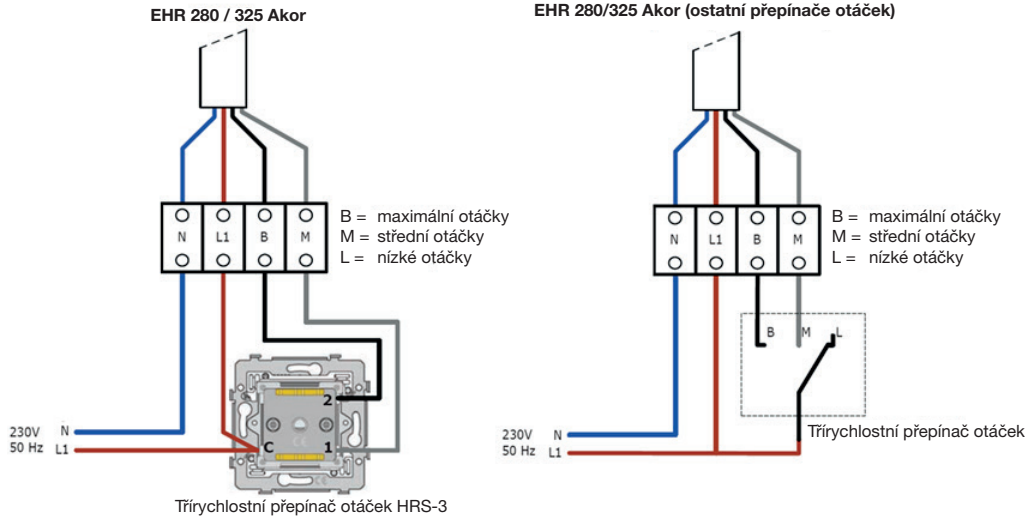 EHR 280 / 325 Akor
N L1 B M
B = maximální otáčky
M = střední otáčky
L = nízké otáčky
2
C 1
230V N
50 Hz L1
Třírychlostní přepínač otáček HRS-3
EHR 280/325 Akor (ostatní přepínače otáček)
N L1 B M
B = maximální otáčky
M = střední otáčky
L = nízké otáčky
B M L
Třírychlostní přepínač otáček
230V N
50 Hz L1